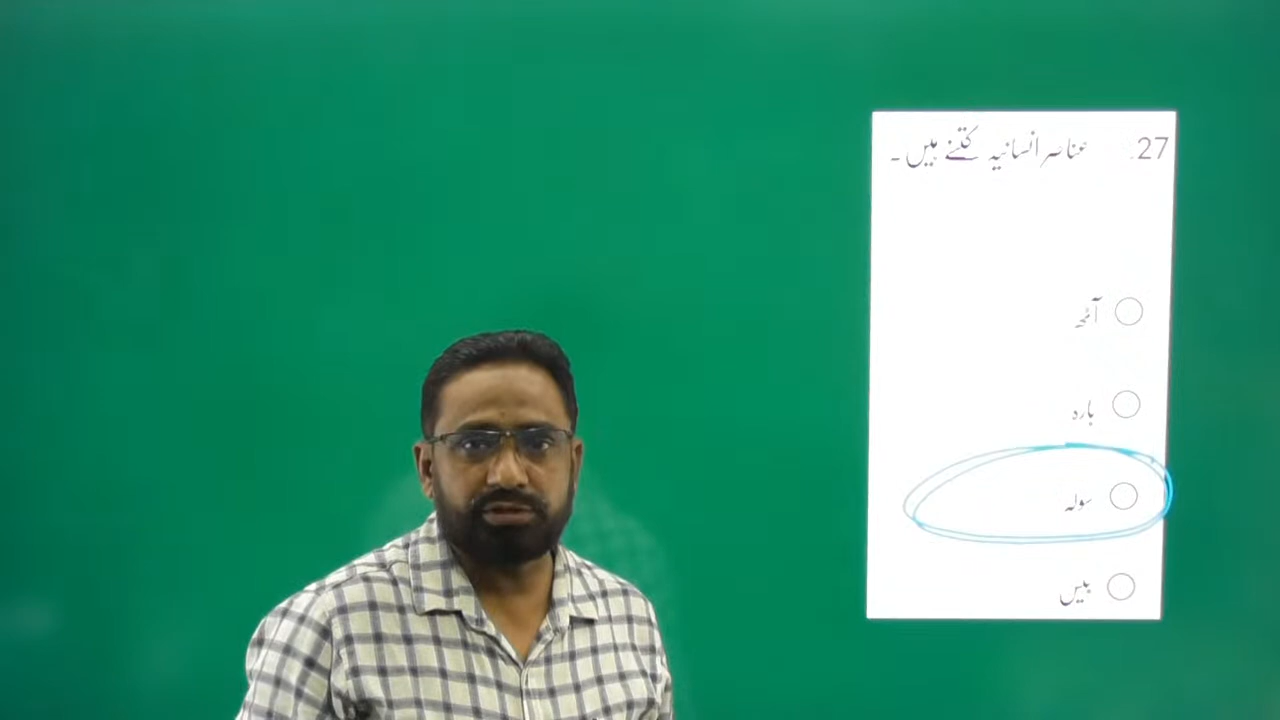 27. عناصر انسانیہ کتنے ہیں ۔
آٹھ
بارہ
سولہ
بیس